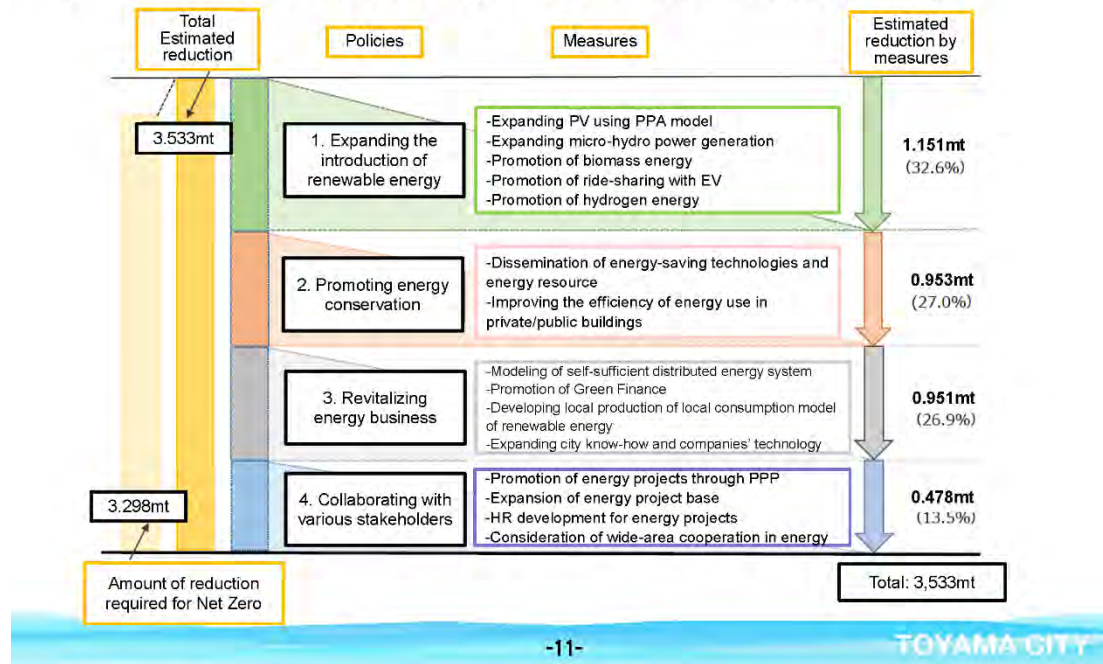 Total
Estimated
reduction
Policies
Measures
Estimated
reduction by
measures
3.533mt
1. Expanding the
introduction of
renewable energy
-Expanding PV using PPA model
-Expanding micro-hydro power generation
-Promotion of biomass energy
-Promotion of ride-sharing with EV
-Promotion of hydrogen energy
1.151mt
(32.6%)
2. Promoting energy
conservation
-Dissemination of energy-saving technologies and
energy resource
-Improving the efficiency of energy use in
private/public buildings
0.953mt
(27.0%)
3. Revitalizing
energy business
-Modeling of self-sufficient distributed energy system
-Promotion of Green Finance
-Developing local production of local consumption model
of renewable energy
-Expanding city know-how and companies' technology
0.951mt
(26.9%)
3.298mt
4. Collaborating with
various stakeholders
-Promotion of energy projects through PPP
-Expansion of energy project base
-HR development for energy projects
-Consideration of wide-area cooperation in energy
0.478mt
(13.5%)
Amount of reduction
required for Net Zero
Total: 3,533mt
-11-
TOYAMA CITY